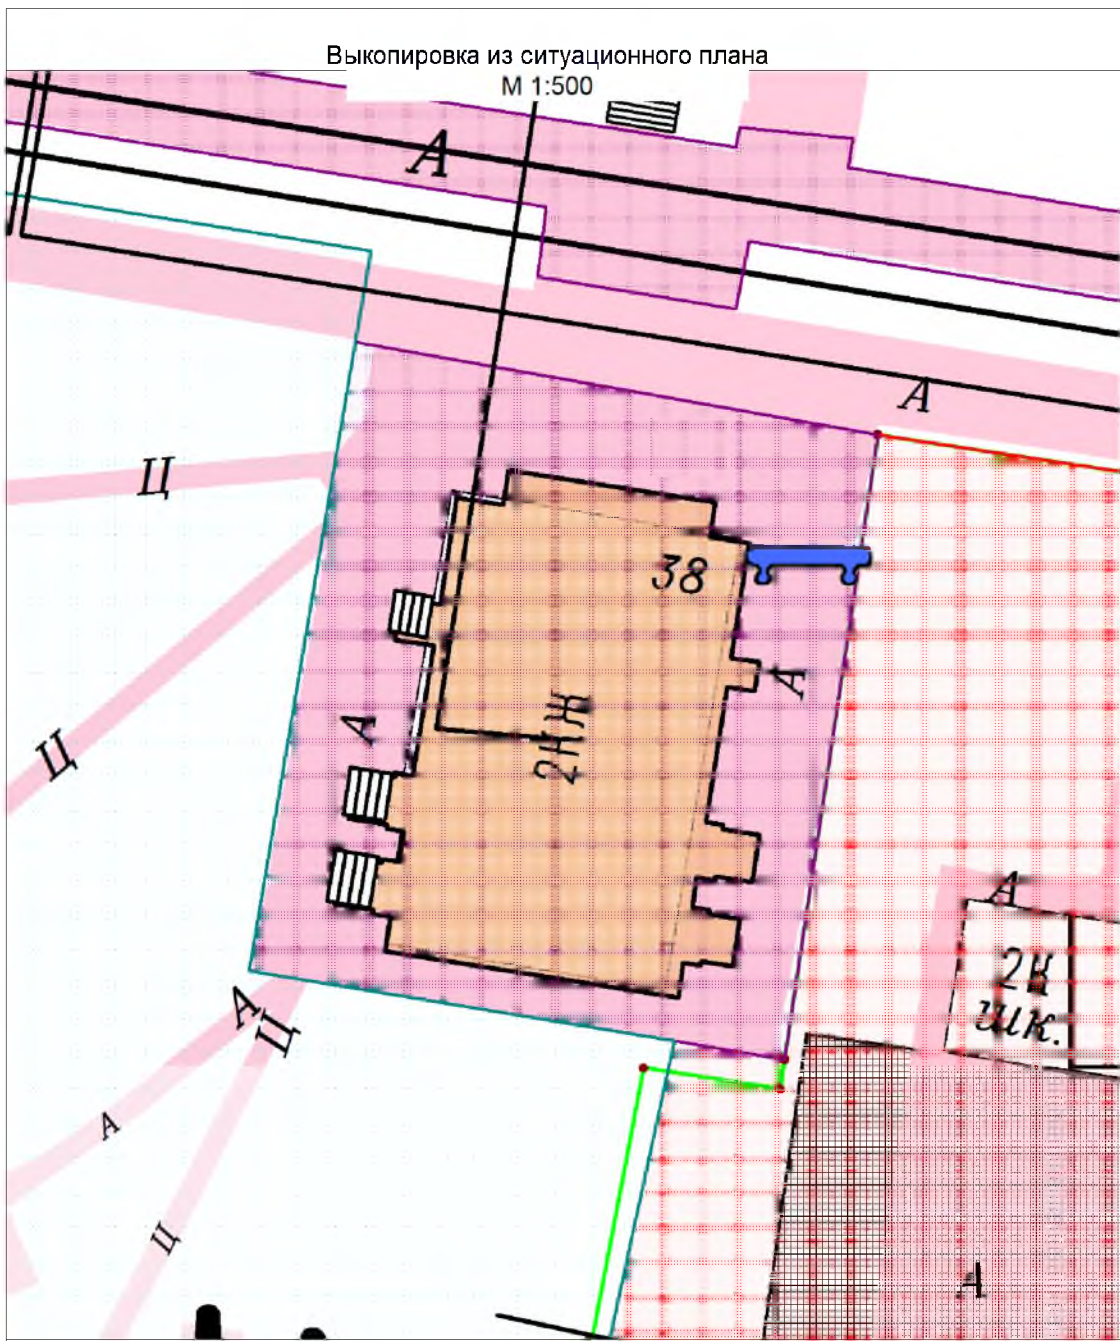 Выкопировка из ситуационного плана
М 1:500
А
А
Ц
38
А
2КЖ
А
Ц
А
2К
шк.
А
Ц
А
Ц
А